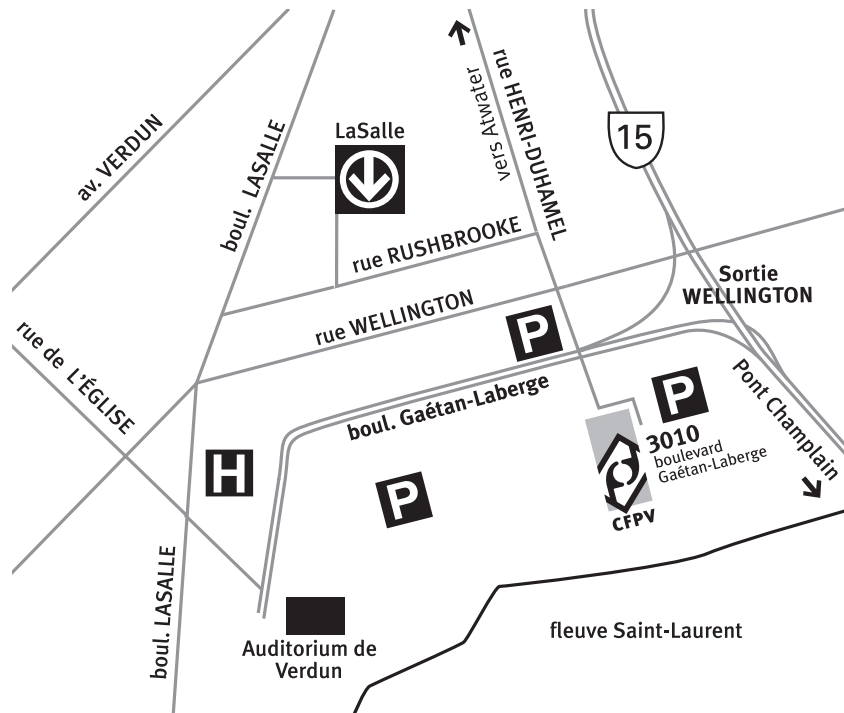 av. VERDUN
boul. LASALLE
LaSalle
vers Atwater
rue HENRI-DUHAMEL
15
rue RUSHBROOKE
rue WELLINGTON
Sortie
WELLINGTON
rue de L'ÉGLISE
P
boul. Gaétan-Laberge
P
Pont Champlain
3010
boulevard
Gaétan-Laberge
H
P
CFPV
boul. LASALLE
fleuve Saint-Laurent
Auditorium de
Verdun